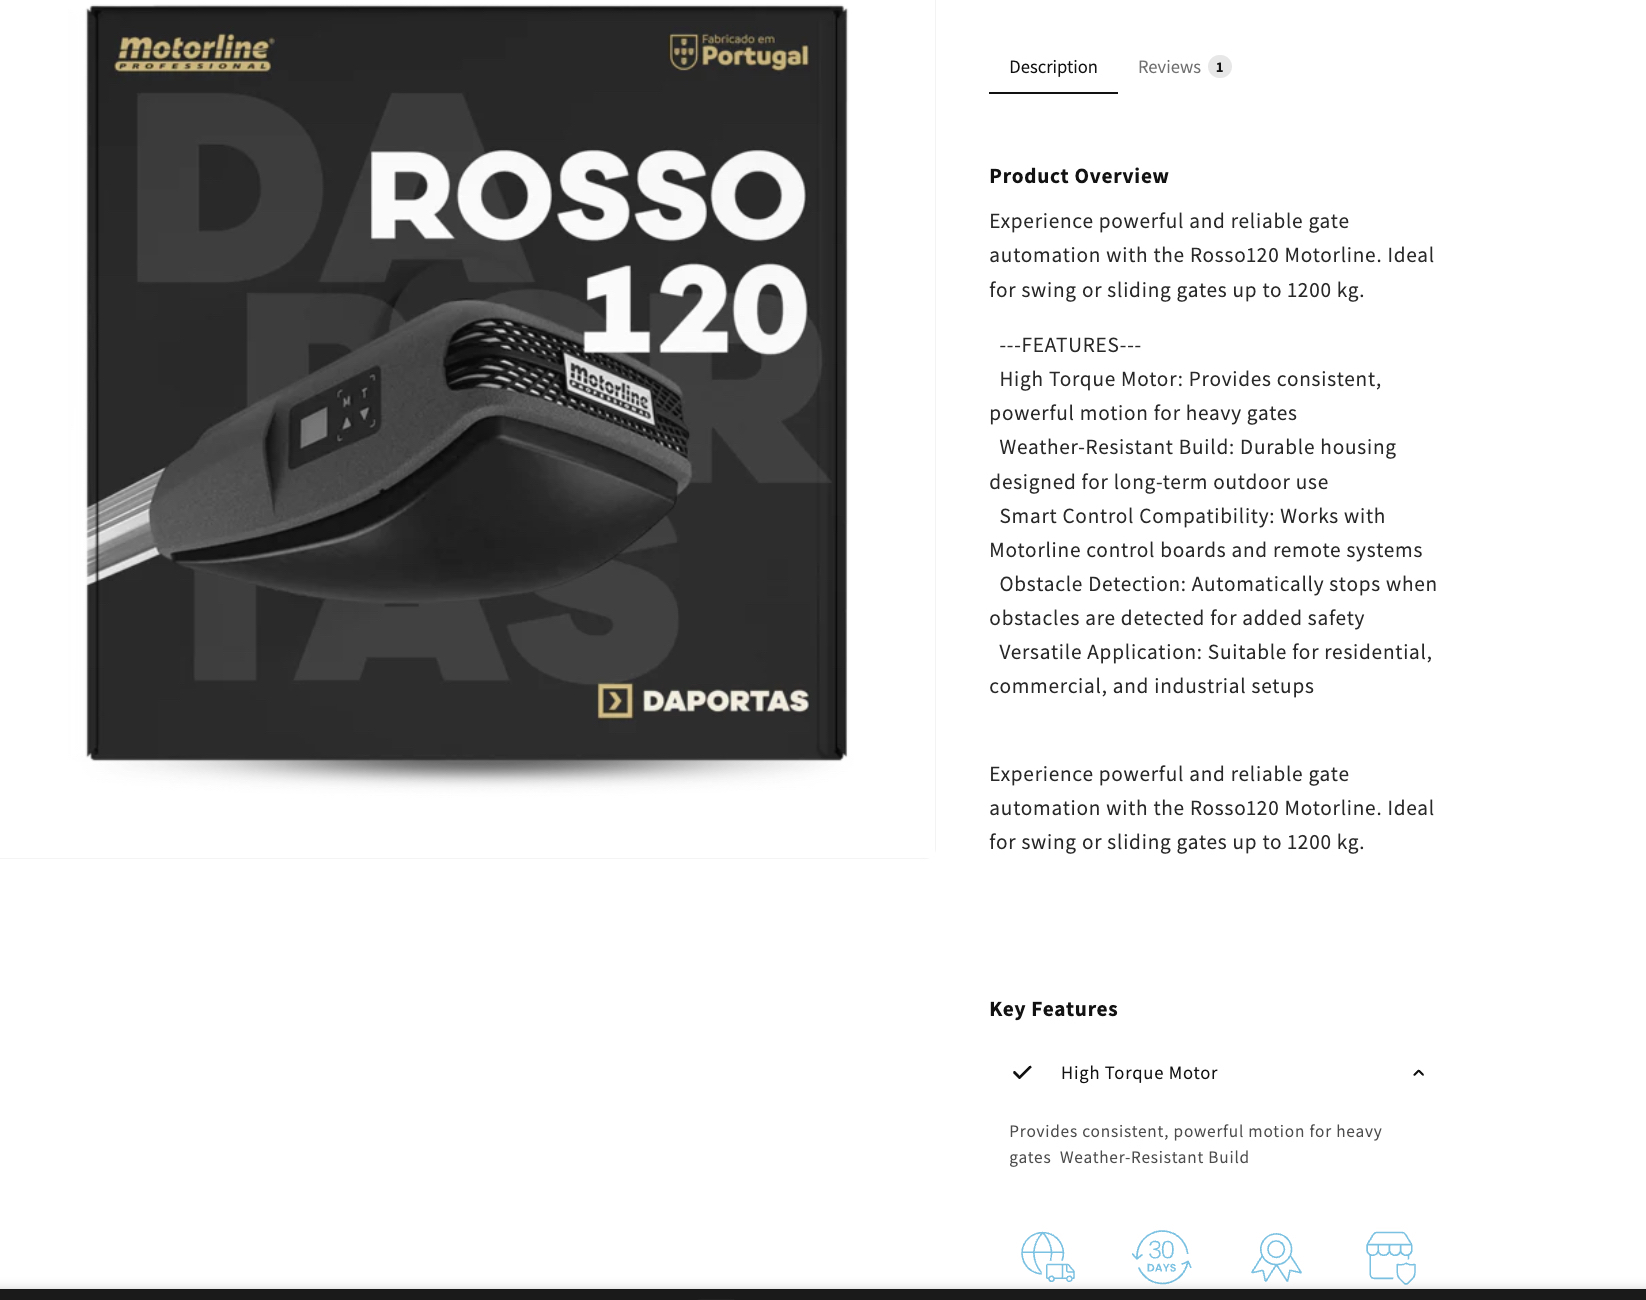 motorline®
PROFESSIONAL
Fabricado em
Portugal
DA
POR
TAS
ROSSO
120
motorline
PROFESSIONAL
M T
DAPORTAS
Description
Reviews 1
Product Overview
Experience powerful and reliable gate
automation with the Rosso120 Motorline. Ideal
for swing or sliding gates up to 1200 kg.
---FEATURES---
High Torque Motor: Provides consistent,
powerful motion for heavy gates
Weather-Resistant Build: Durable housing
designed for long-term outdoor use
Smart Control Compatibility: Works with
Motorline control boards and remote systems
Obstacle Detection: Automatically stops when
obstacles are detected for added safety
Versatile Application: Suitable for residential,
commercial, and industrial setups
Experience powerful and reliable gate
automation with the Rosso120 Motorline. Ideal
for swing or sliding gates up to 1200 kg.
Key Features
High Torque Motor
Provides consistent, powerful motion for heavy
gates  Weather-Resistant Build
30
DAYS